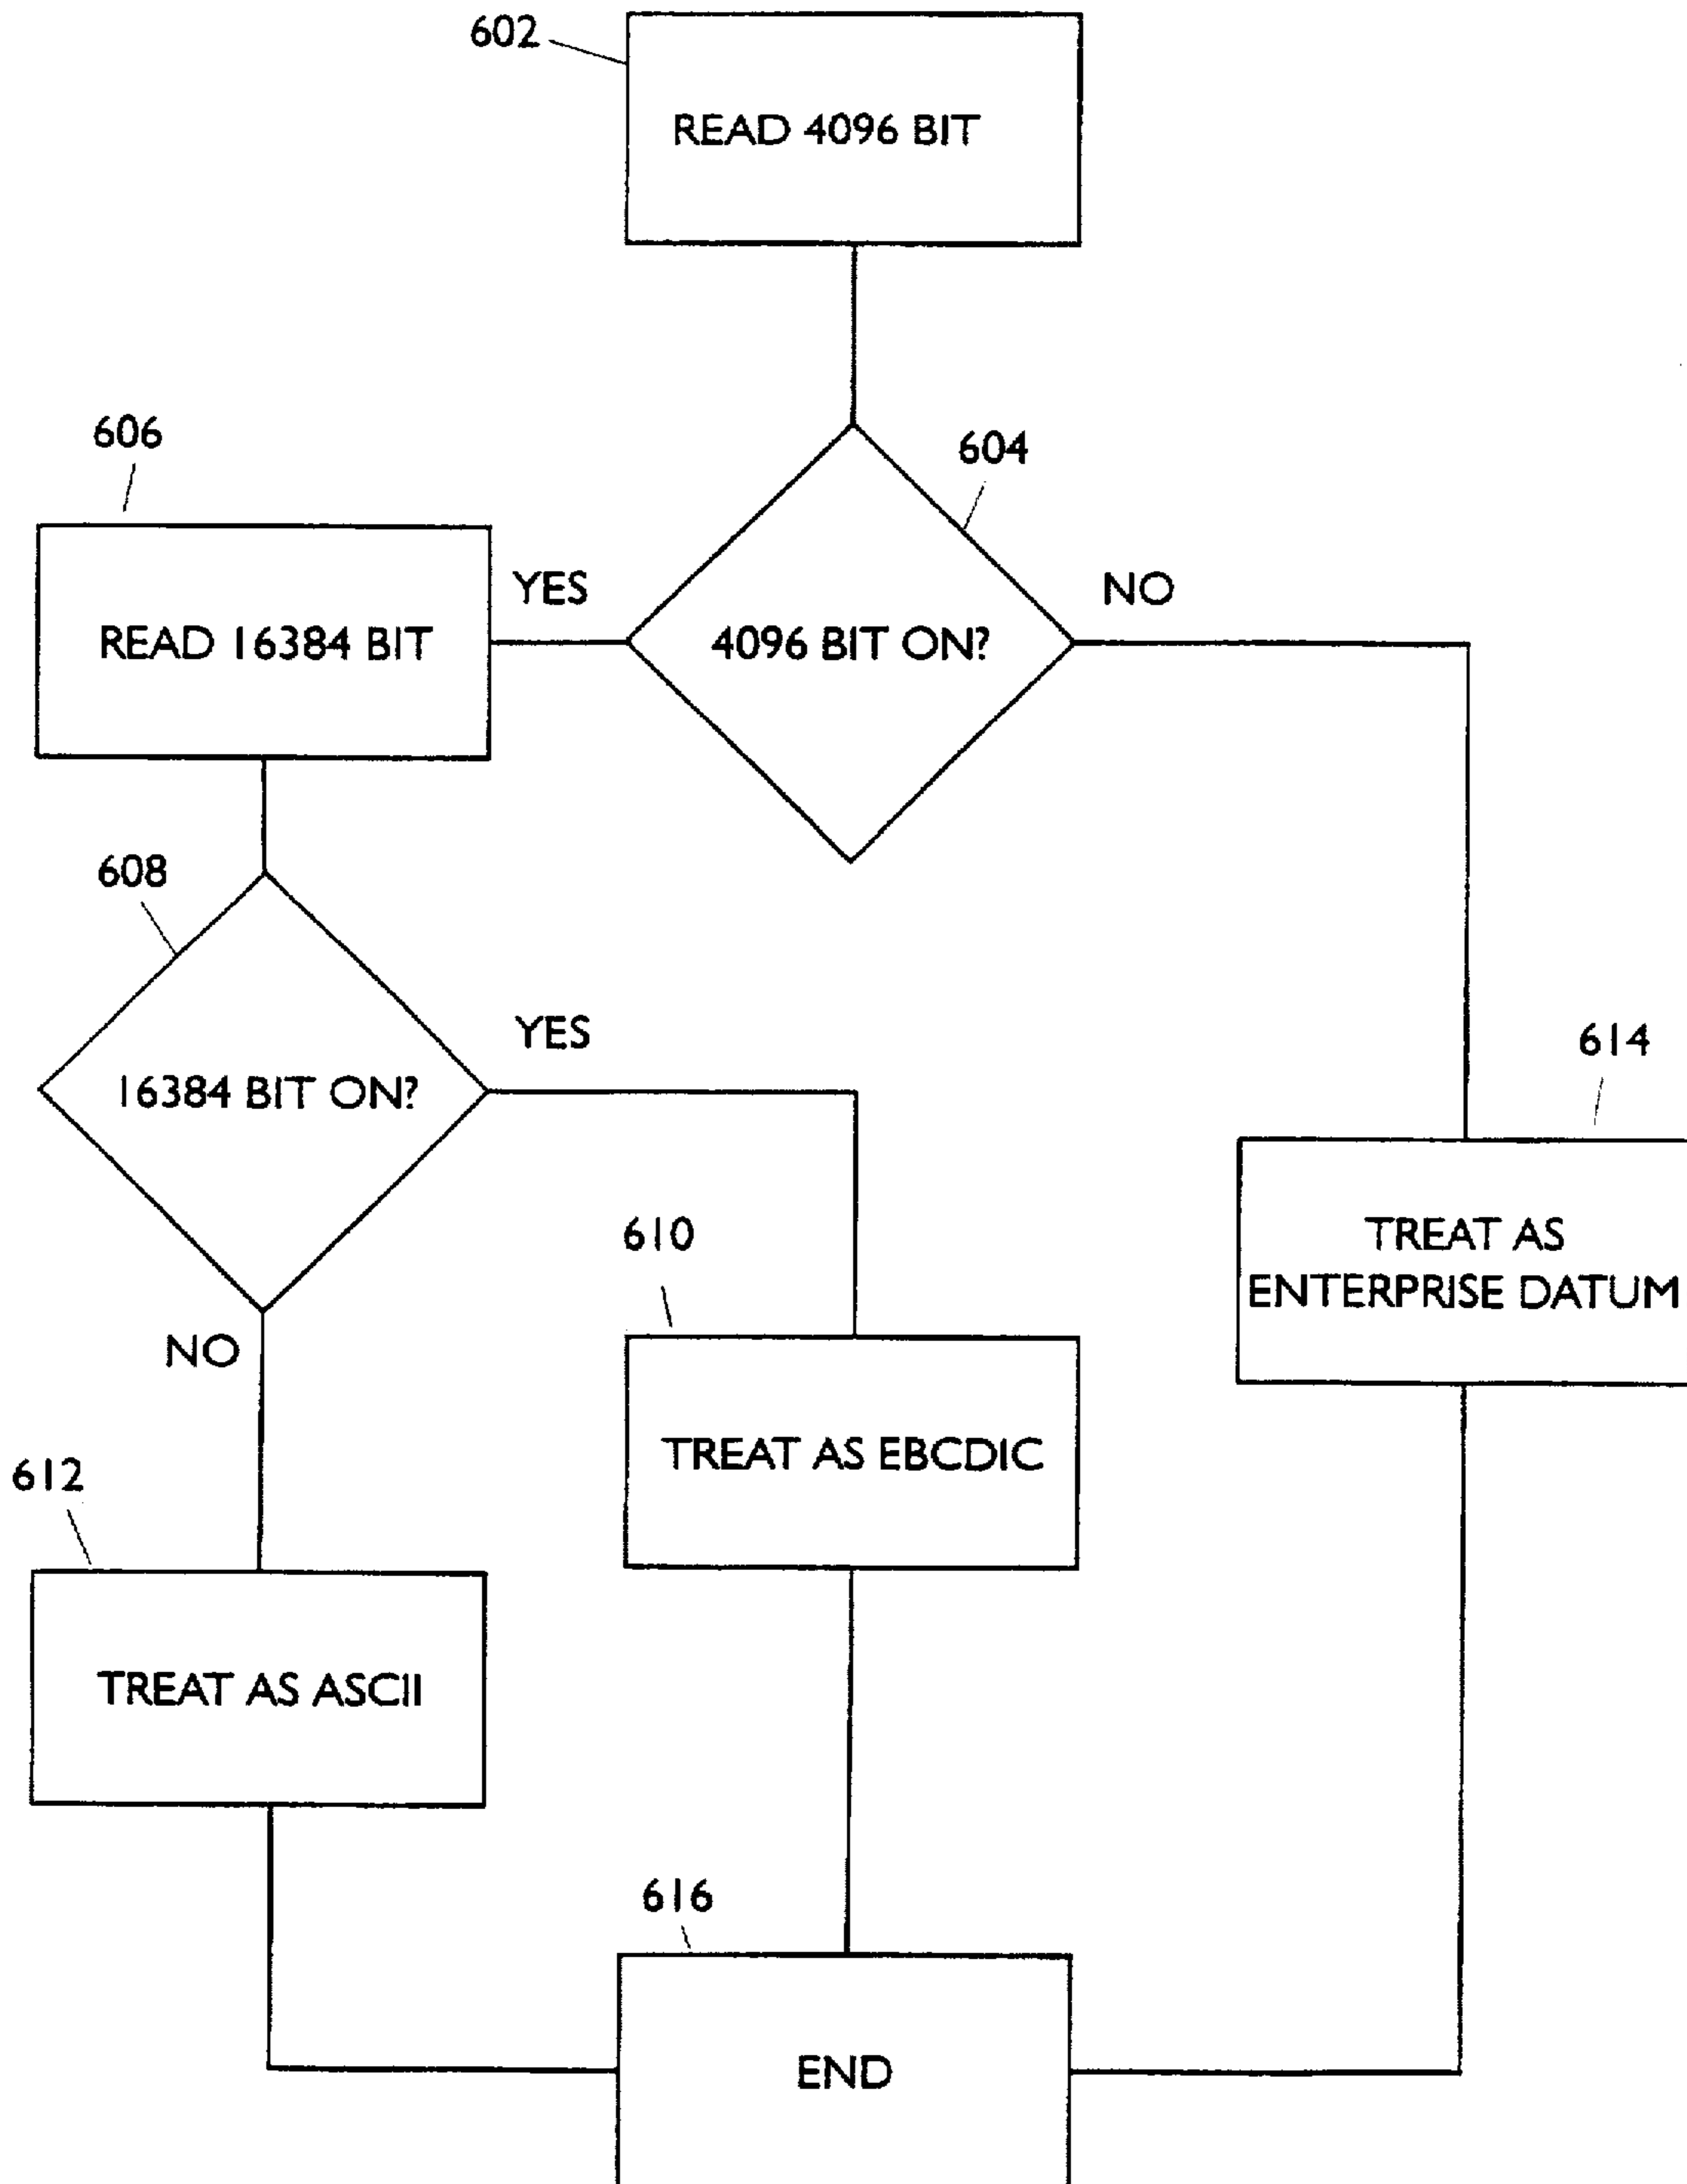 602
READ 4096 BIT
606
604
YES
NO
READ 16384 BIT
4096 BIT ON?
608
YES
614
16384 BIT ON?
610
TREAT AS
ENTERPRISE DATUM
NO
TREAT AS EBCDIC
612
TREAT AS ASCII
616
END